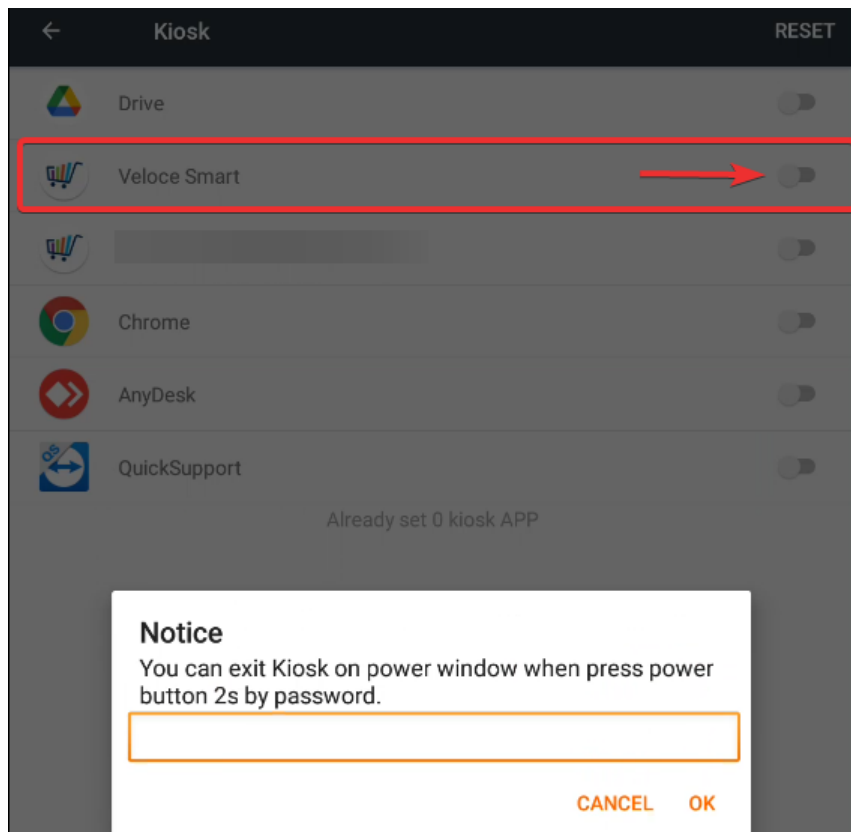 Kiosk
RESET
Drive
Veloce Smart
Chrome
AnyDesk
QS
QuickSupport
Already set 0 kiosk APP
Notice
You can exit Kiosk on power window when press power
button 2s by password.
CANCEL
OK